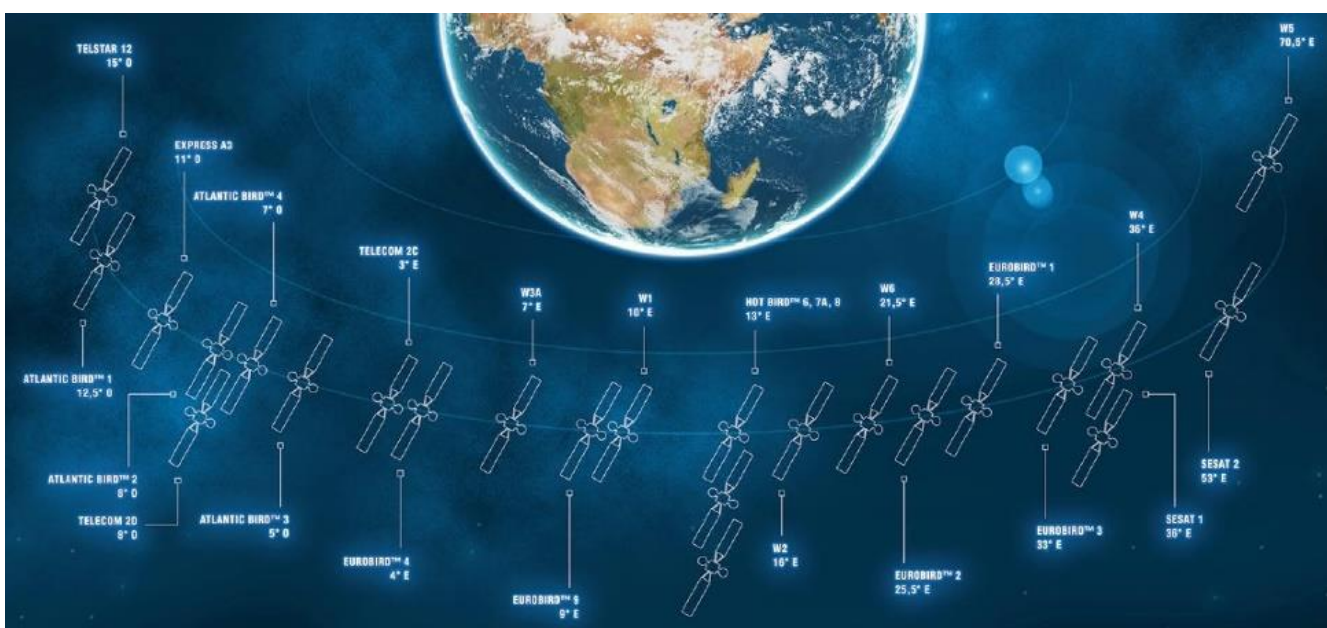 TELSTAR 12
15° O
EXPRESS A3
11° O
ATLANTIC BIRD™ 4
7° O
TELECOM 2C
3° E
W3A
7° E
W1
10° E
HOT BIRD™ 6, 7A, 8
13° E
W6
21,5° E
EUROBIRD™ 1
28,5° E
W4
36° E
W5
70,5° E
ATLANTIC BIRD™ 1
12,5° O
ATLANTIC BIRD™ 2
8° O
TELECOM 2D
8° O
ATLANTIC BIRD™ 3
5° O
EUROBIRD™ 4
4° E
EUROBIRD™ 9
9° E
W2
16° E
EUROBIRD™ 2
25,5° E
EUROBIRD™ 3
33° E
SESAT 1
36° E
SESAT 2
53° E